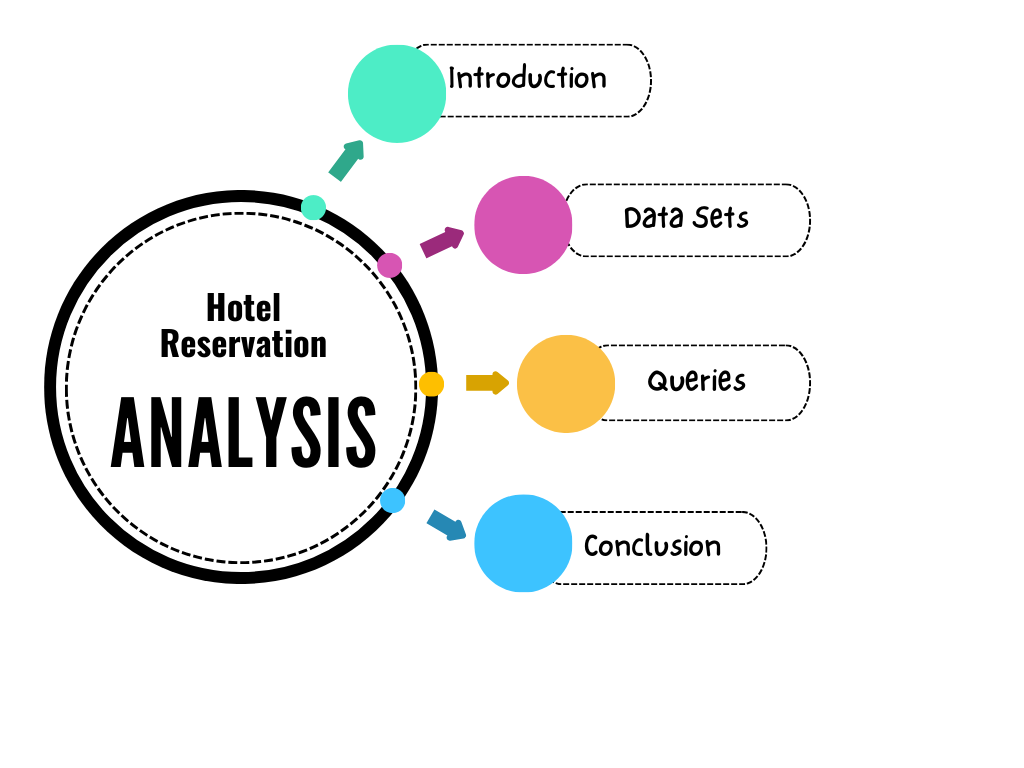 Introduction
Data Sets
Hotel
Reservation
ANALYSIS
Queries
Conclusion